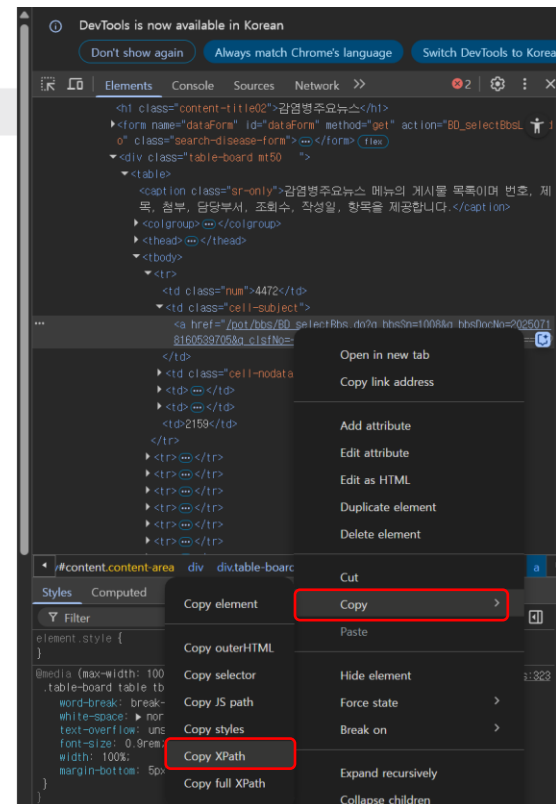 DevTools is now available in Korean
Don't show again
Always match Chrome's language
Switch DevTools to Korea
Elements
Console
Sources
Network
2
<h1 class="content-title02">감염병주요뉴스</h1>
<form name="dataForm" id="dataForm" method="get" action="BD_selectBbsL
o" class="search-disease-form">…</form> flex
<div class="table-board mt50 ">
<table>
<caption class="sr-only">감염병주요뉴스 메뉴의 게시물 목록이며 번호, 제
목, 첨부, 담당부서, 조회수, 작성일, 항목을 제공합니다.</caption>
<colgroup>…</colgroup>
<thead>…</thead>
<tbody>
<tr>
<td class="num">4472</td>
<td class="cell-subject">
<a href="/pot/bbs/BD_selectBbs.do?q_bbsSn=1008&q_bbsDocNo=2025071
8160539705&q_clsfNo=
</td>
<td class="cell-nodata
<td>…</td>
<td>…</td>
<td>2159</td>
</tr>
<tr>…</tr>
<tr>…</tr>
<tr>…</tr>
<tr>…</tr>
<tr>…</tr>
Open in new tab
Copy link address
Add attribute
Edit attribute
Edit as HTML
Duplicate element
Delete element
Cut
Copy
Paste
Hide element
Force state
Break on
Expand recursively
Collapse children
#content.content-area
div
div.table-board
a
Styles
Computed
Filter
element.style {
}
@media (max-width: 100
.table-board table tb
word-break: break-
white-space: nor
text-overflow: uns
font-size: 0.9rem;
width: 100%;
margin-bottom: 5px
}
}
:323
Copy element
Copy outerHTML
Copy selector
Copy JS path
Copy styles
Copy XPath
Copy full XPath